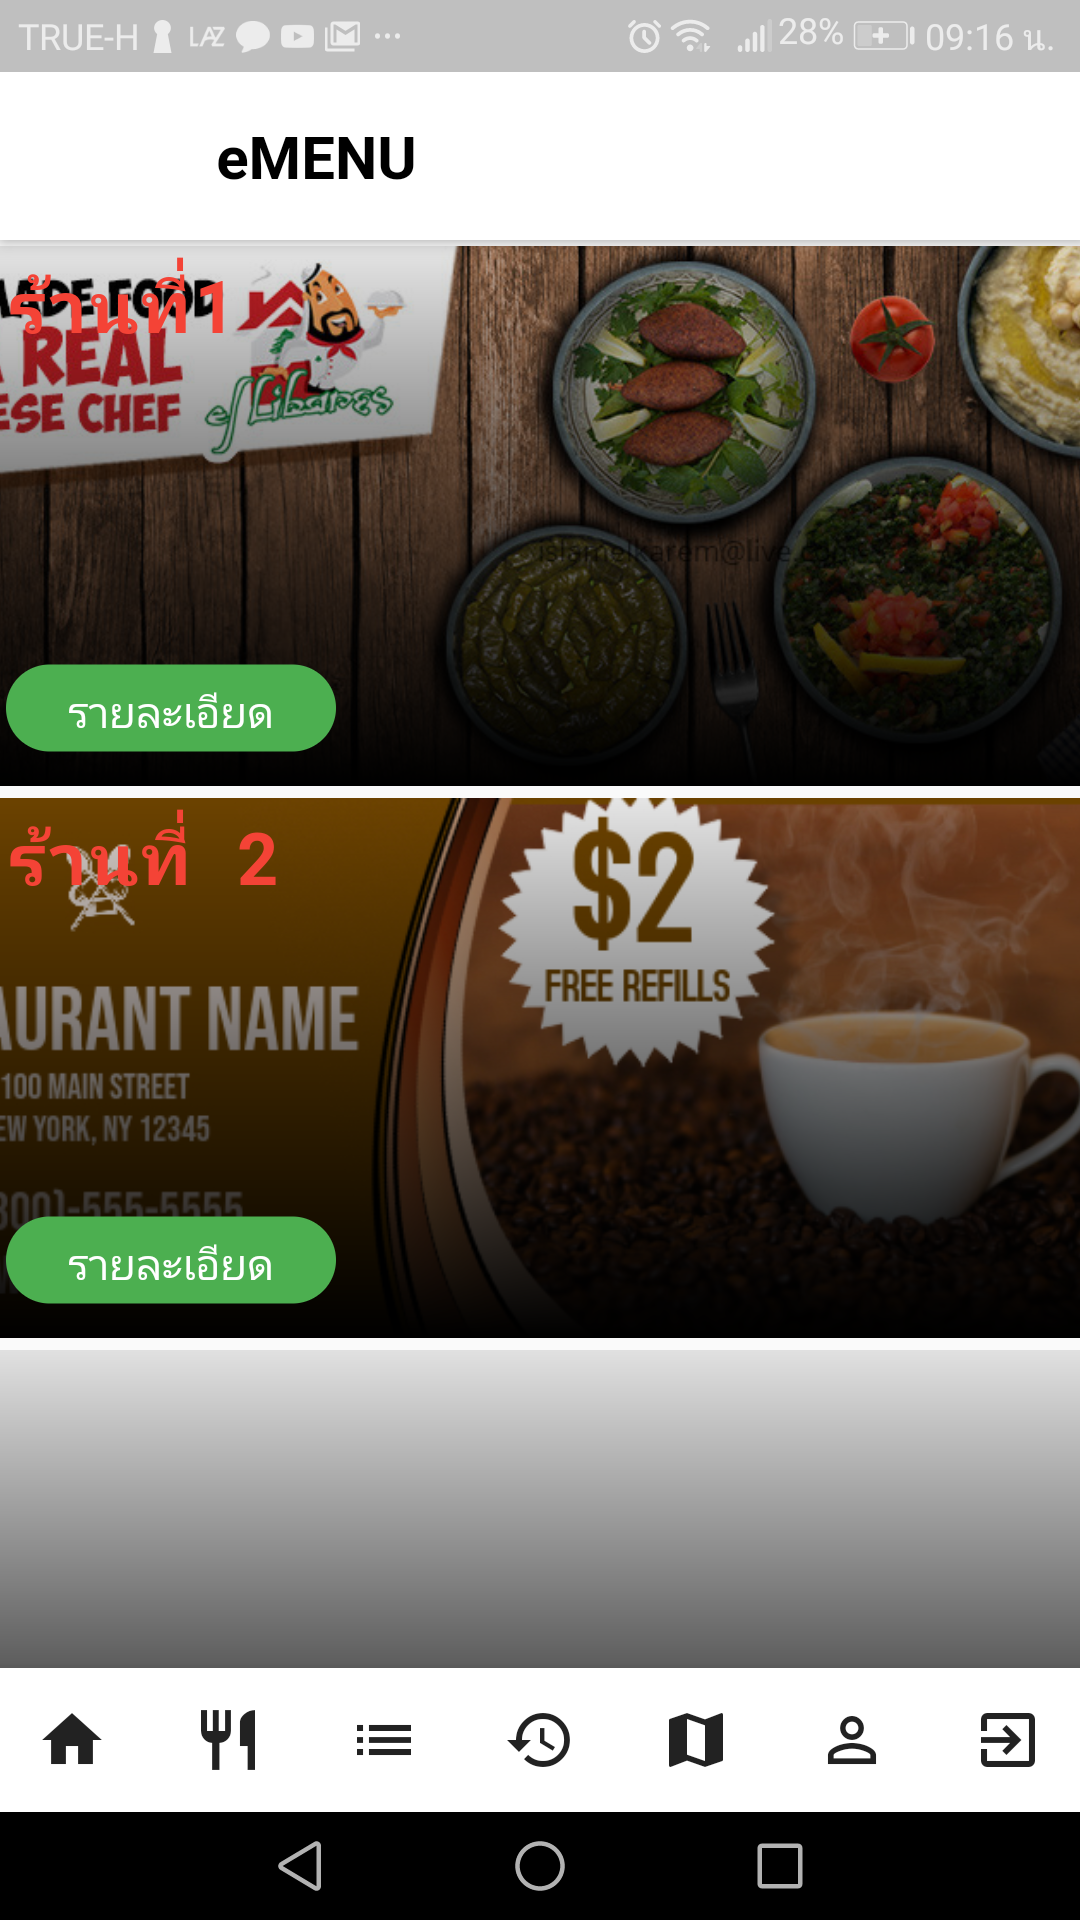 TRUE-H LAZ ... 28% 09:16 น.
eMENU
MADE FOOD
ร้านที่1
REAL
ESE CHEF
el Libanes
islamelkarem@live
รายละเอียด
ร้านที่ 2
$2
FREE REFILLS
AURANT NAME
100 MAIN STREET
EW YORK, NY 12345
800)-555-5555
รายละเอียด